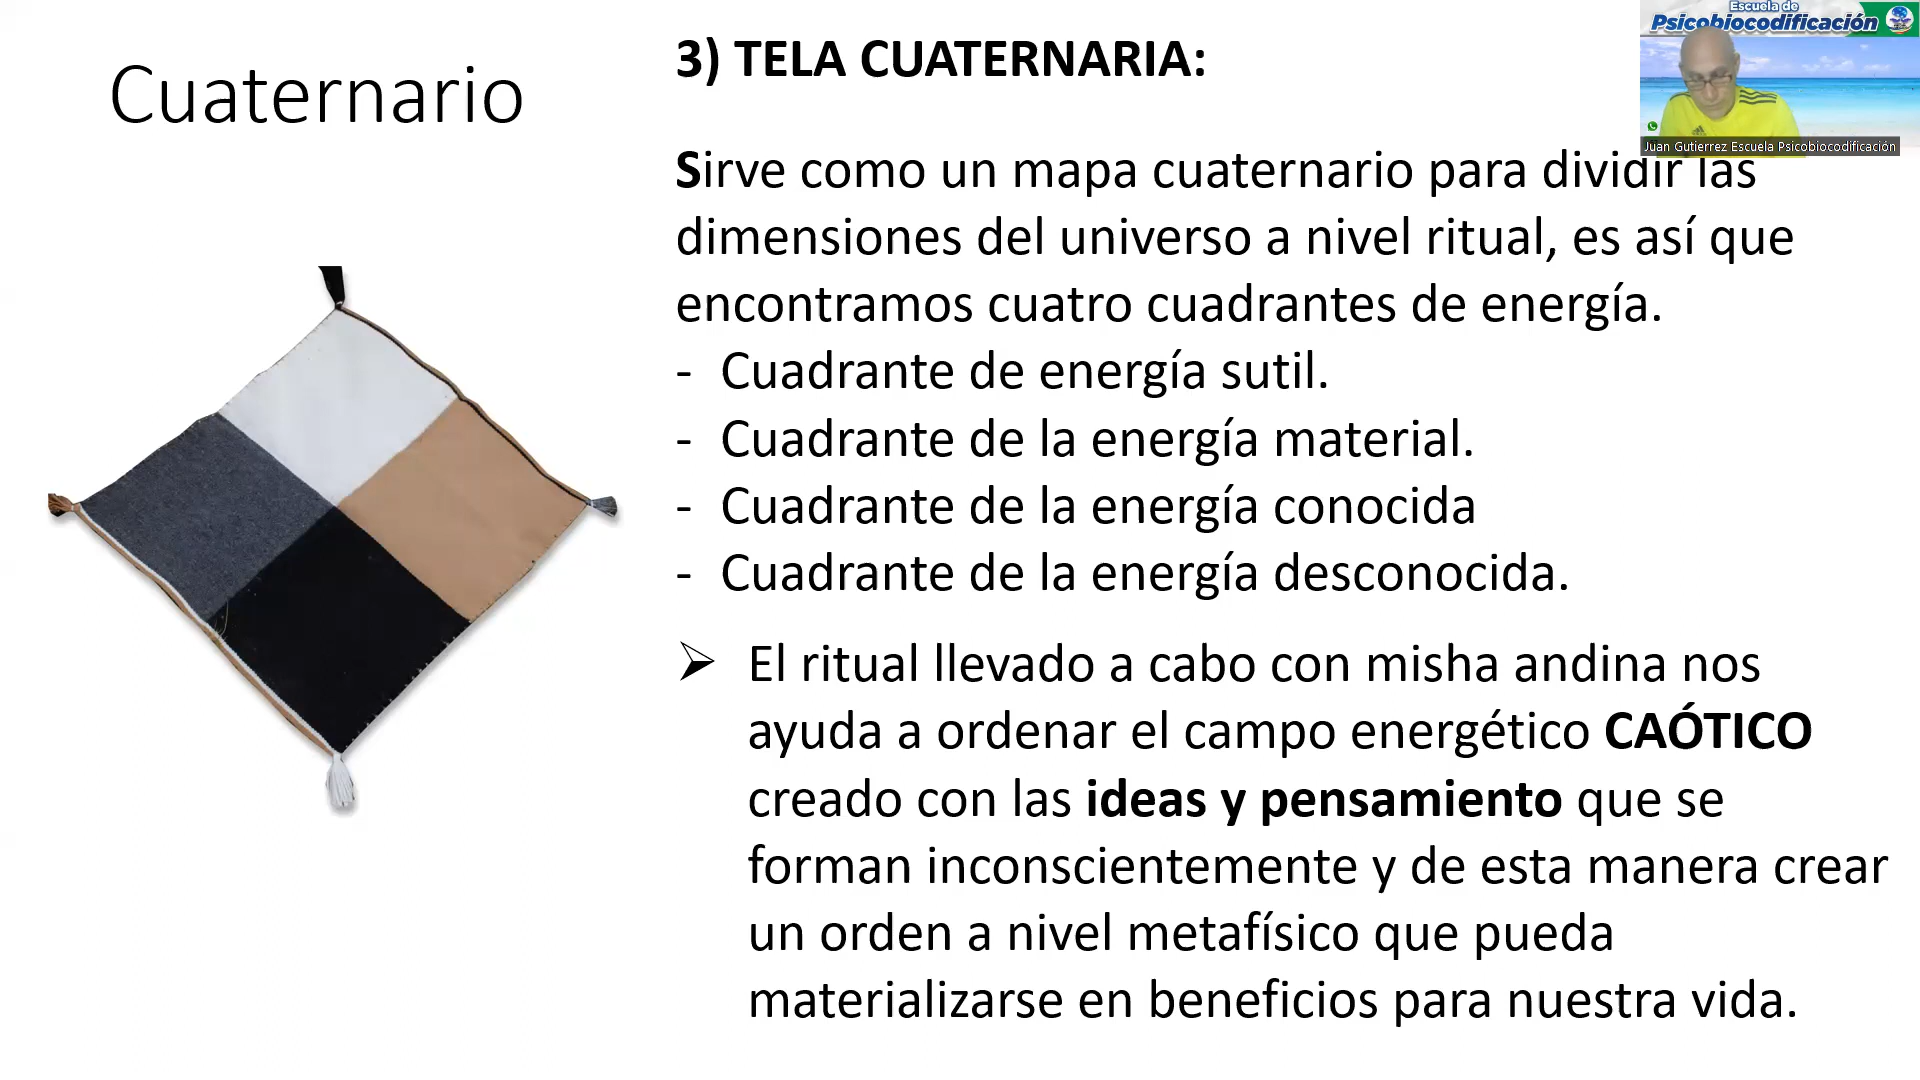 Cuaternario
3) TELA CUATERNARIA:
Sirve como un mapa cuaternario para dividir las
dimensiones del universo a nivel ritual, es así que
encontramos cuatro cuadrantes de energía.
- Cuadrante de energía sutil.
- Cuadrante de la energía material.
- Cuadrante de la energía conocida
- Cuadrante de la energía desconocida.
➢ El ritual llevado a cabo con misha andina nos
ayuda a ordenar el campo energético CAÓTICO
creado con las ideas y pensamiento que se
forman inconscientemente y de esta manera crear
un orden a nivel metafísico que pueda
materializarse en beneficios para nuestra vida.
Escuela de
Psicobiocodificación
Juan Gutierrez Escuela Psicobiocodificación